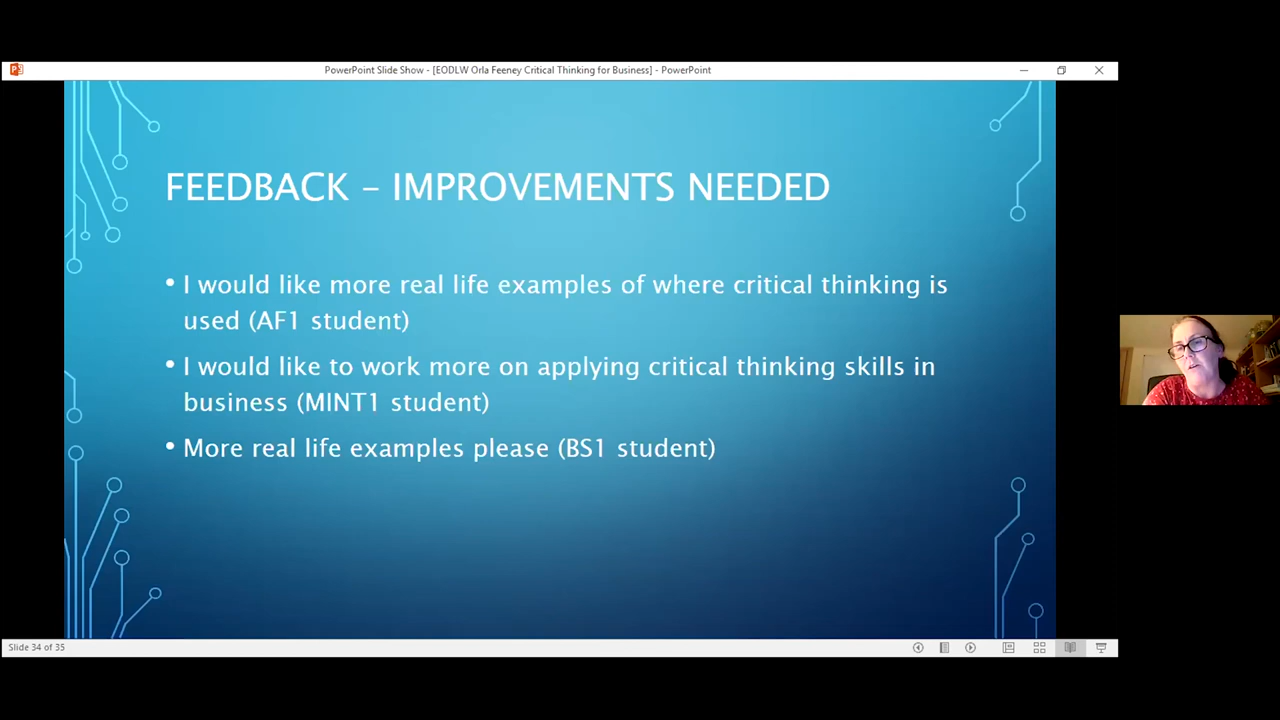 PowerPoint Slide Show - [EODLW Orla Feeney Critical Thinking for Business] - PowerPoint
FEEDBACK – IMPROVEMENTS NEEDED
• I would like more real life examples of where critical thinking is
used (AF1 student)
• I would like to work more on applying critical thinking skills in
business (MINT1 student)
• More real life examples please (BS1 student)
Slide 34 of 35